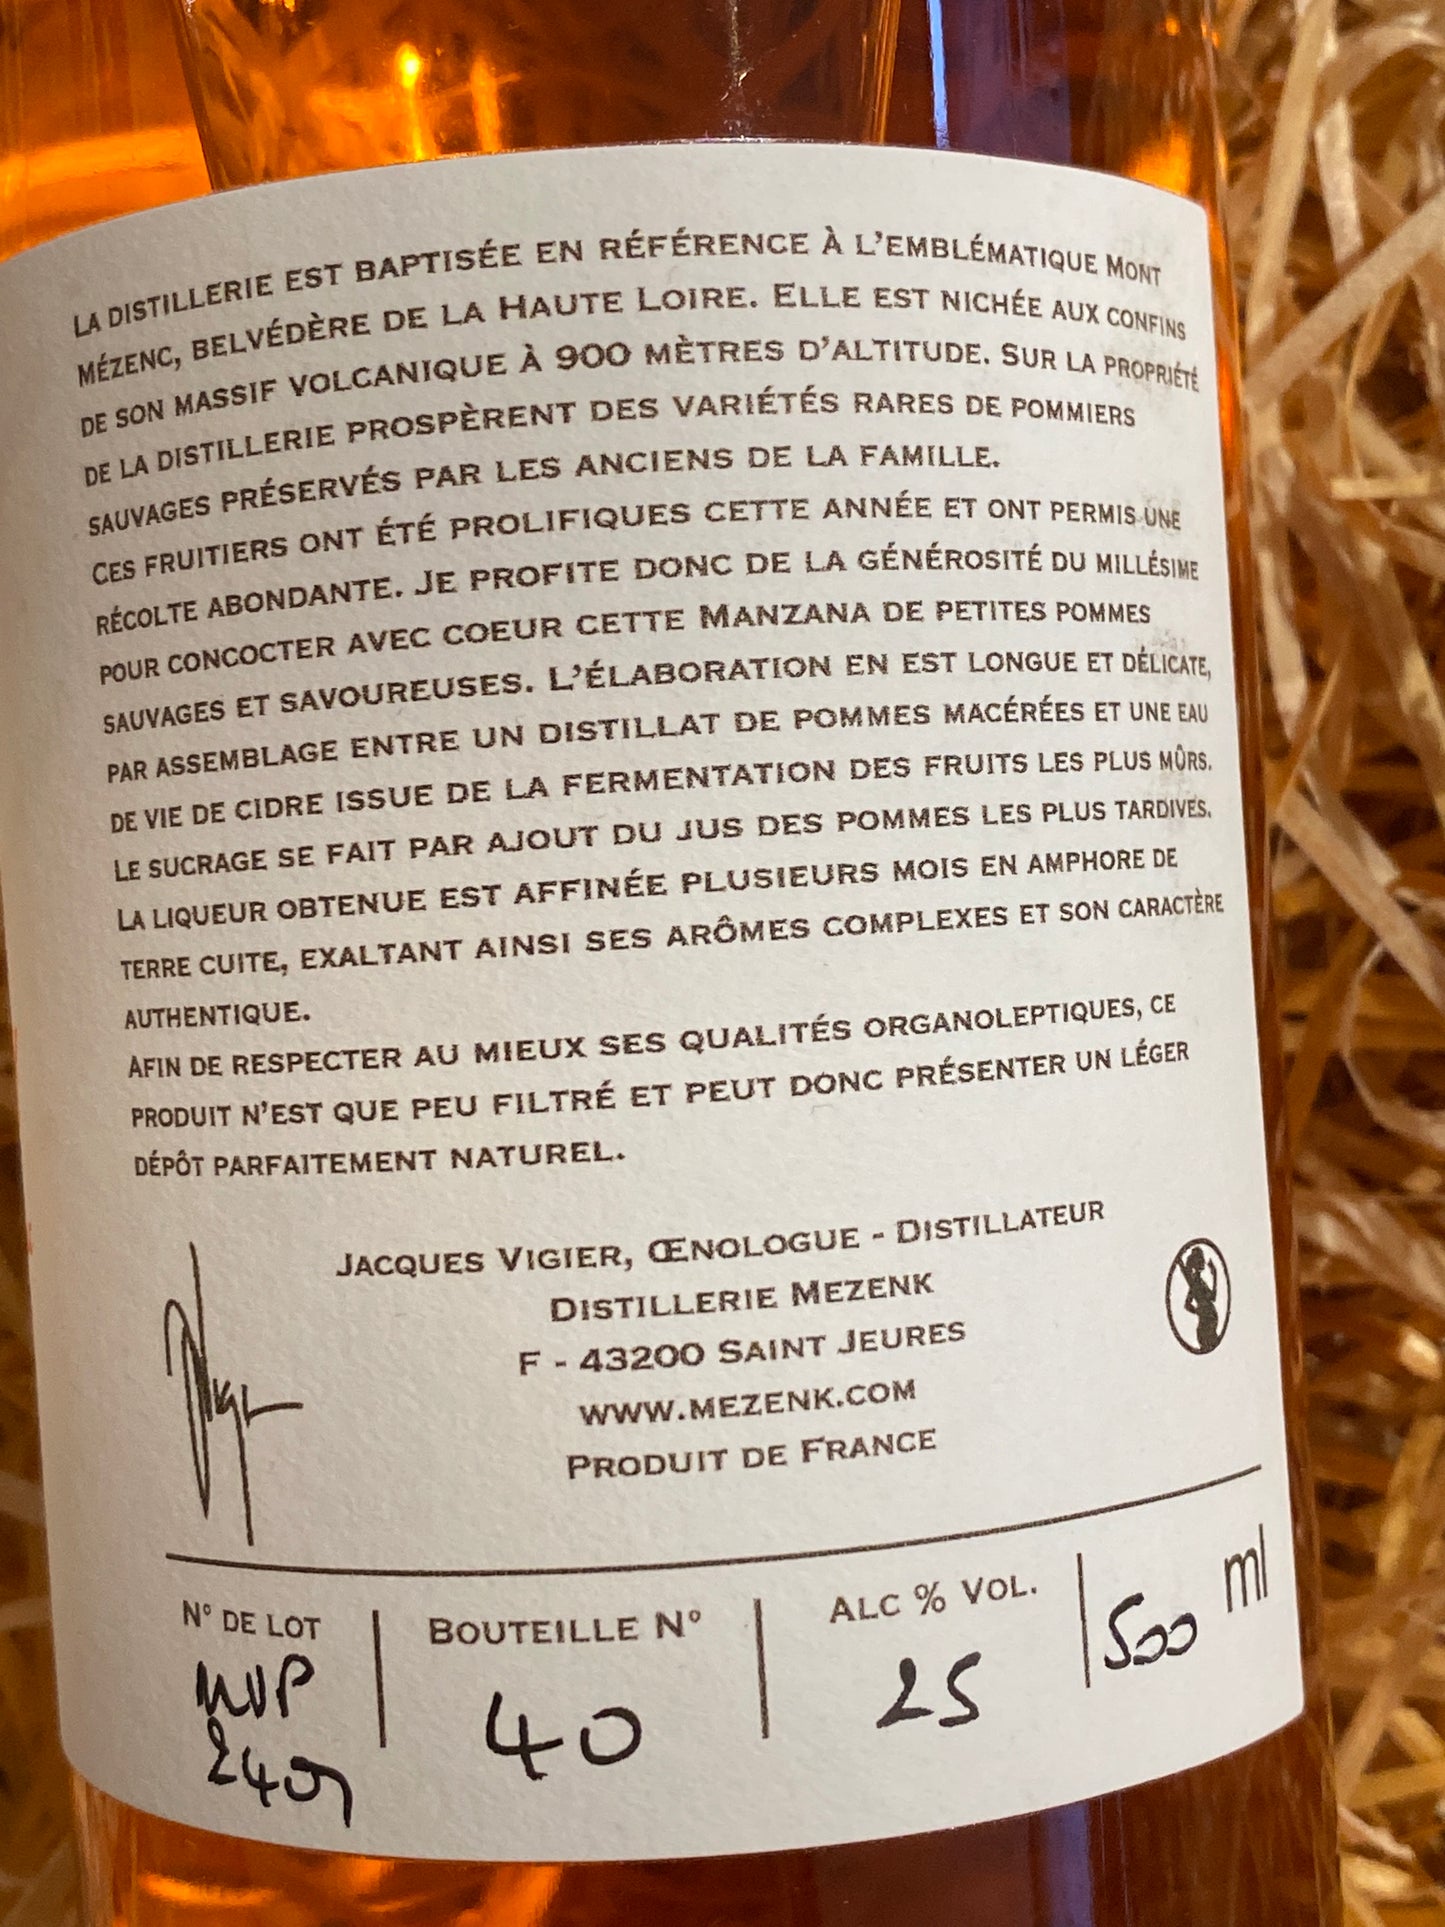 La distillerie est baptisée en référence à l'emblématique Mont
Mézenc, belvédère de la Haute Loire. Elle est nichée aux confins
de son massif volcanique à 900 mètres d'altitude. Sur la propriété
de la distillerie prospèrent des variétés rares de pommiers
sauvages préservés par les anciens de la famille.
Ces fruitiers ont été prolifiques cette année et ont permis une
récolte abondante. Je profite donc de la générosité du millésime
pour concocter avec coeur cette Manzana de petites pommes
sauvages et savoureuses. L'élaboration en est longue et délicate,
par assemblage entre un distillat de pommes macérées et une eau
de vie de cidre issue de la fermentation des fruits les plus mûrs.
Le sucrage se fait par ajout du jus des pommes les plus tardives.
La liqueur obtenue est affinée plusieurs mois en amphore de
terre cuite, exaltant ainsi ses arômes complexes et son caractère
authentique.
Afin de respecter au mieux ses qualités organoleptiques, ce
produit n'est que peu filtré et peut donc présenter un léger
dépôt parfaitement naturel.
Jacques Vigier, Œnologue - Distillateur
Distillerie Mezenk
F - 43200 Saint Jeures
www.mezenk.com
Produit de France
N° de lot
Bouteille N°
40
Alc % Vol.
25
500 ml